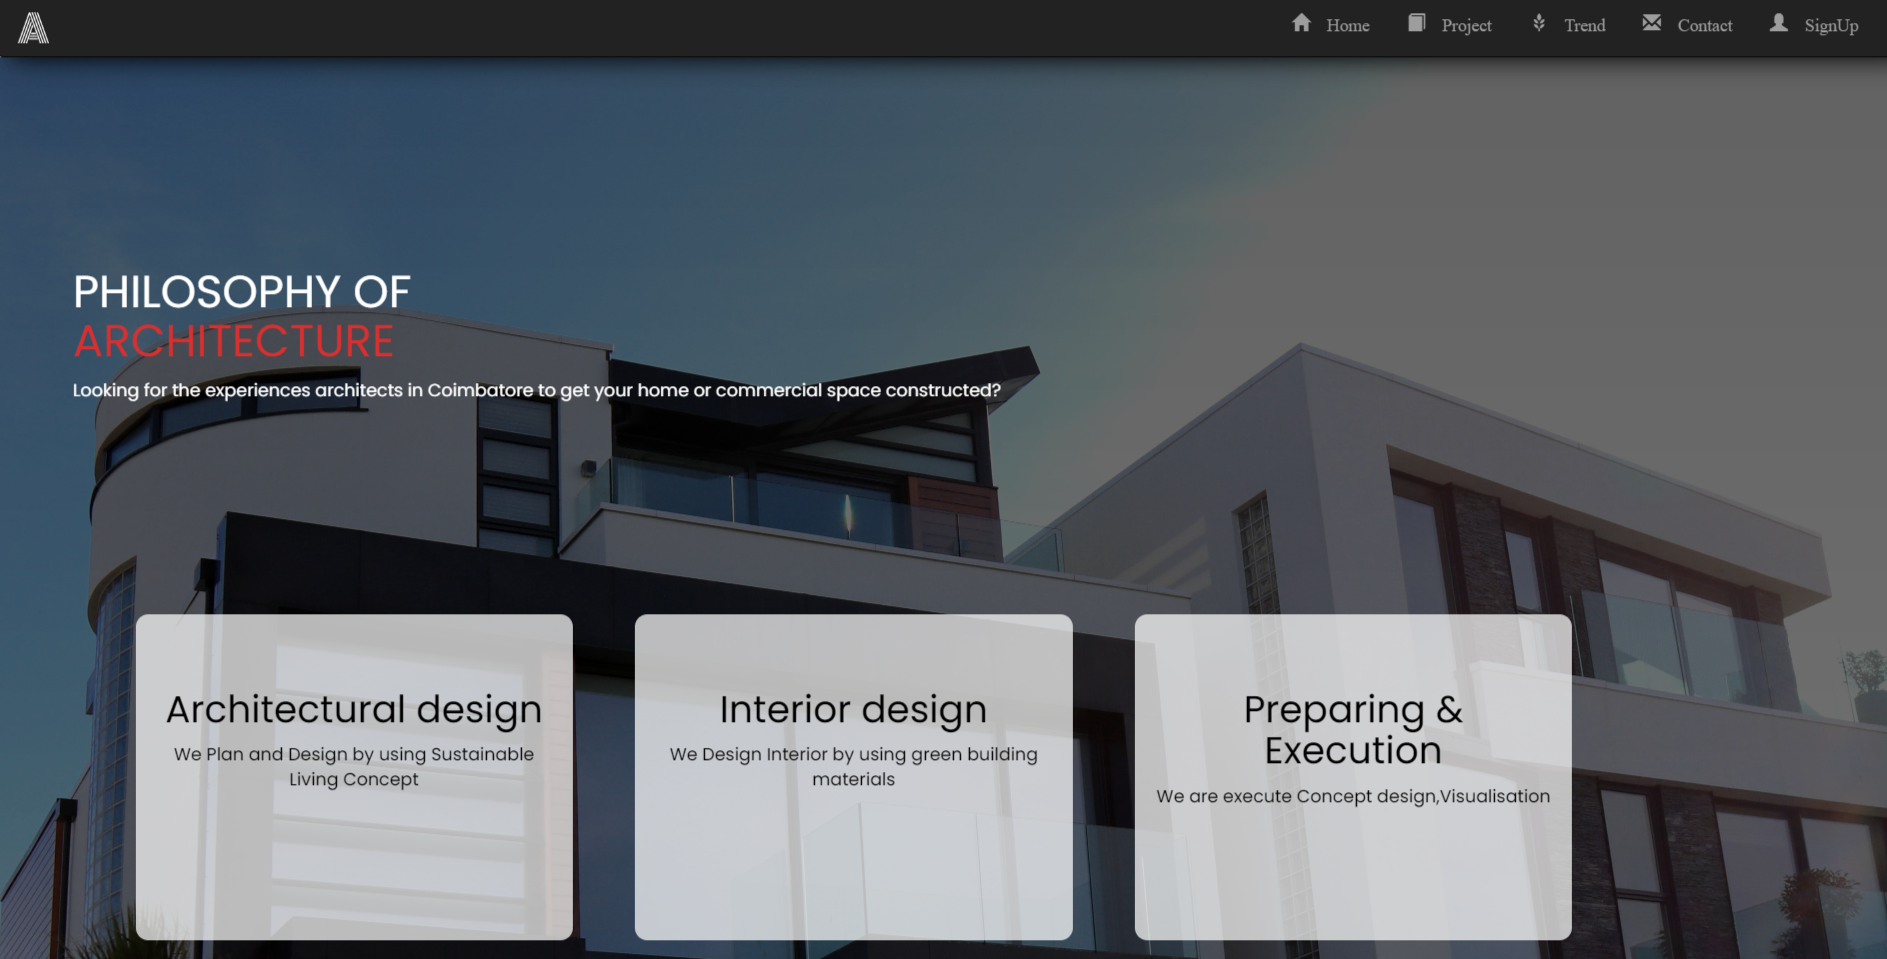 A
Home Project Trend Contact SignUp
PHILOSOPHY OF
ARCHITECTURE
Looking for the experiences architects in Coimbatore to get your home or commercial space constructed?
Architectural design
We Plan and Design by using Sustainable
Living Concept
Interior design
We Design Interior by using green building
materials
Preparing &
Execution
We are execute Concept design,Visualisation